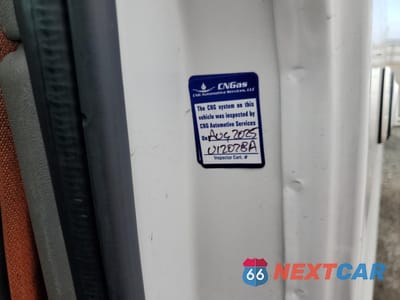 CNGas
CNG Automotive Services, LLC
The CNG system on this
vehicle was inspected by
CNG Automotive Services
On AUG 2025
U12028A
Inspector Cert. #
66 NEXTCAR